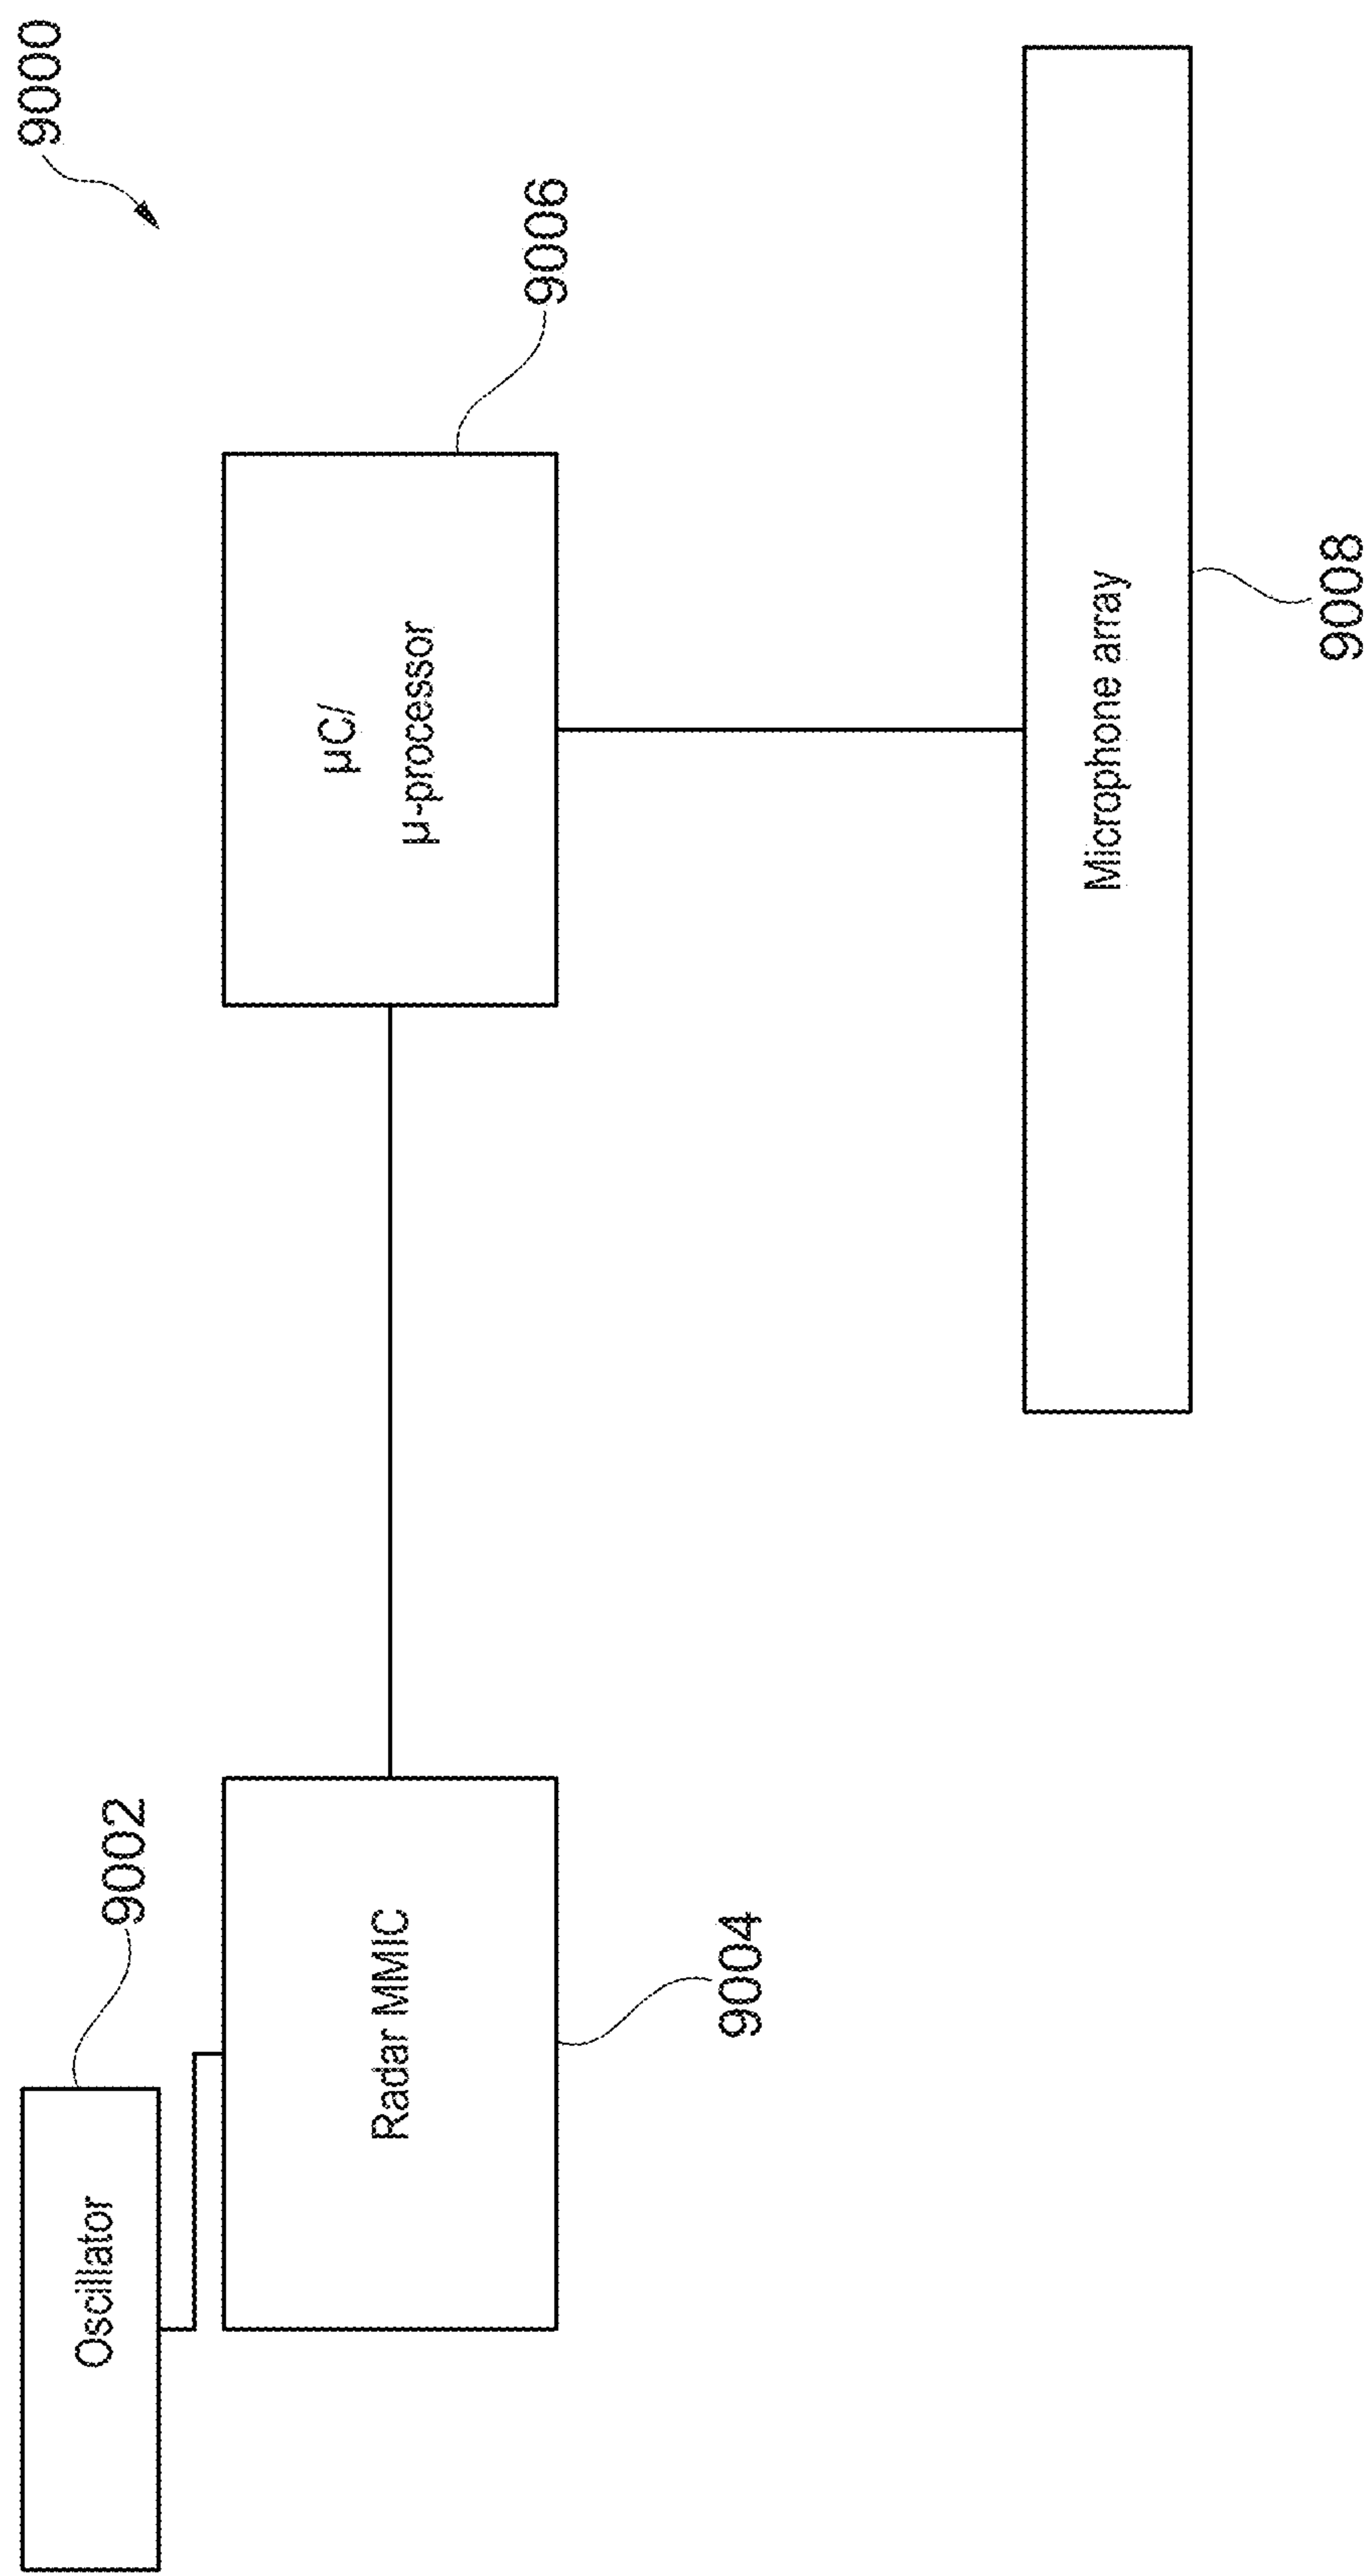 9000
Oscillator
9002
Radar MMIC
9004
µC/
µ-processor
9006
Microphone array
9008